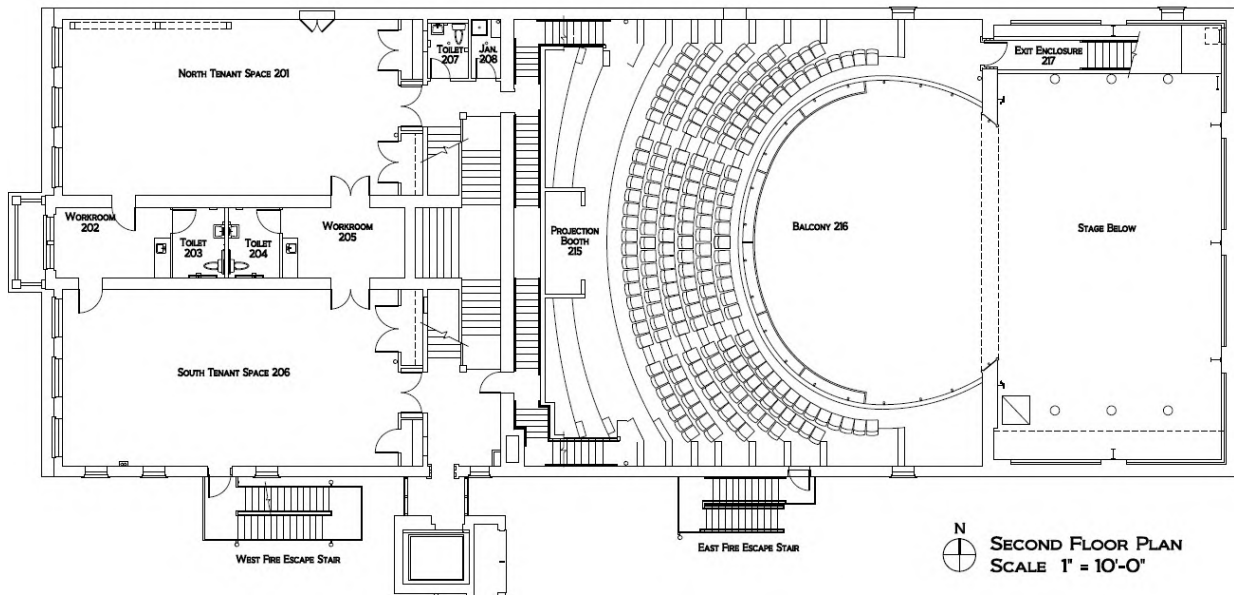 TOILET
207
JAN.
208
EXIT ENCLOSURE
217
NORTH TENANT SPACE 201
WORKROOM
202
TOILET
203
TOILET
204
WORKROOM
205
PROJECTION
BOOTH
215
BALCONY 216
STAGE BELOW
SOUTH TENANT SPACE 206
WEST FIRE ESCAPE STAIR
EAST FIRE ESCAPE STAIR
N
SECOND FLOOR PLAN
SCALE 1" = 10'-0"